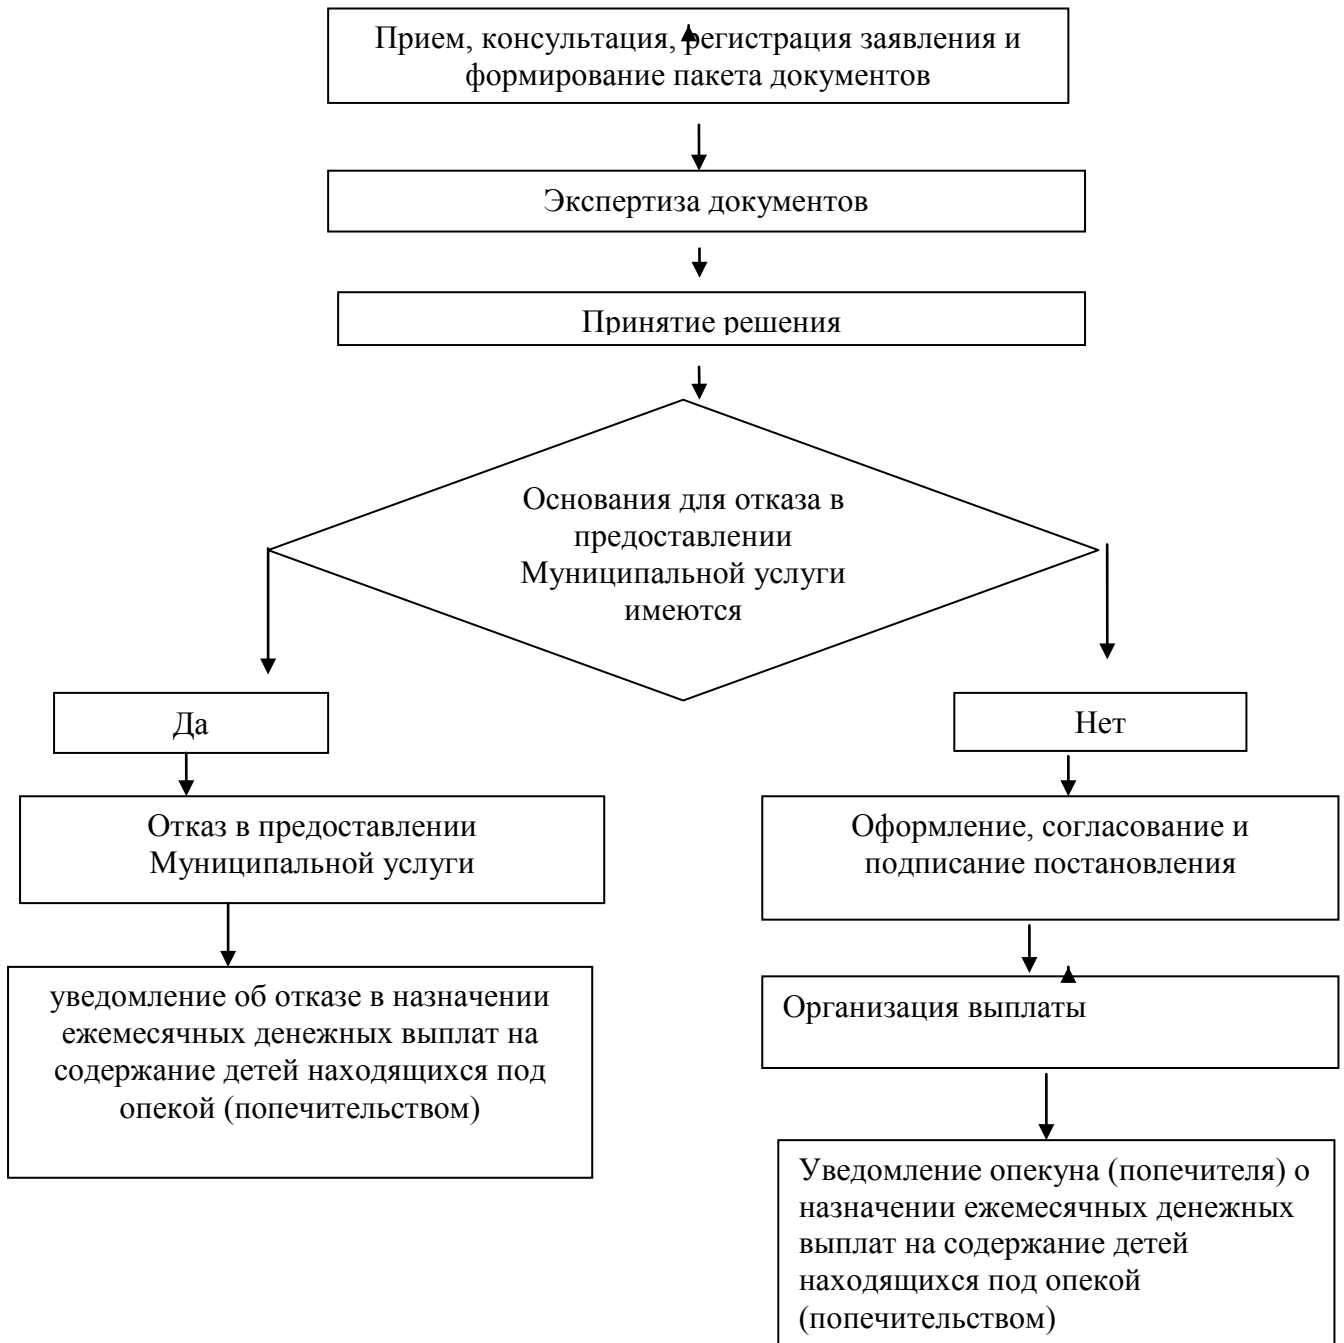 Прием, консультация, регистрация заявления и
формирование пакета документов
Экспертиза документов
Принятие решения
Основания для отказа в
предоставлении
Муниципальной услуги
имеются
Да
Нет
Отказ в предоставлении
Муниципальной услуги
Оформление, согласование и
подписание постановления
уведомление об отказе в назначении
ежемесячных денежных выплат на
содержание детей находящихся под
опекой (попечительством)
Организация выплаты
Уведомление опекуна (попечителя) о
назначении ежемесячных денежных
выплат на содержание детей
находящихся под опекой
(попечительством)